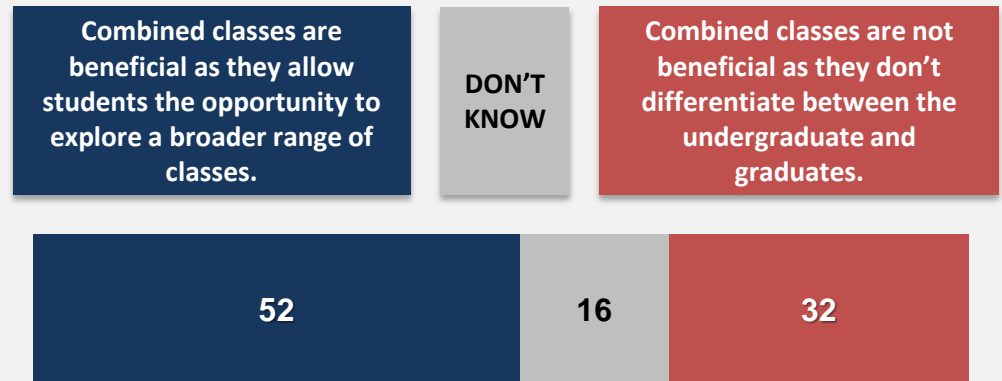 Combined classes are
beneficial as they allow
students the opportunity to
explore a broader range of
classes.
DON’T
KNOW
Combined classes are not
beneficial as they don’t
differentiate between the
undergraduate and
graduates.
52
16
32